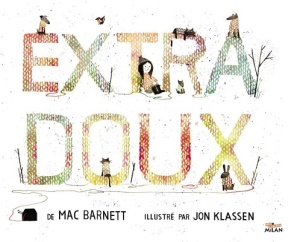 EXTRA
DOUX
DE MAC BARNETT ILLUSTRÉ PAR JON KLASSEN
MILAN